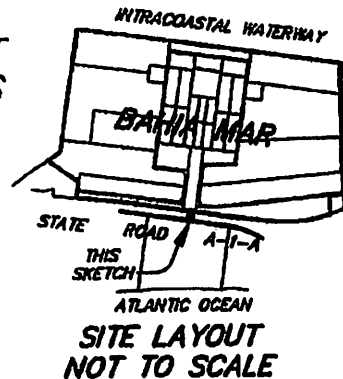 INTRACOASTAL WATERWAY
BAHIA MAR
STATE ROAD A-1-A
THIS
SKETCH
ATLANTIC OCEAN
SITE LAYOUT
NOT TO SCALE